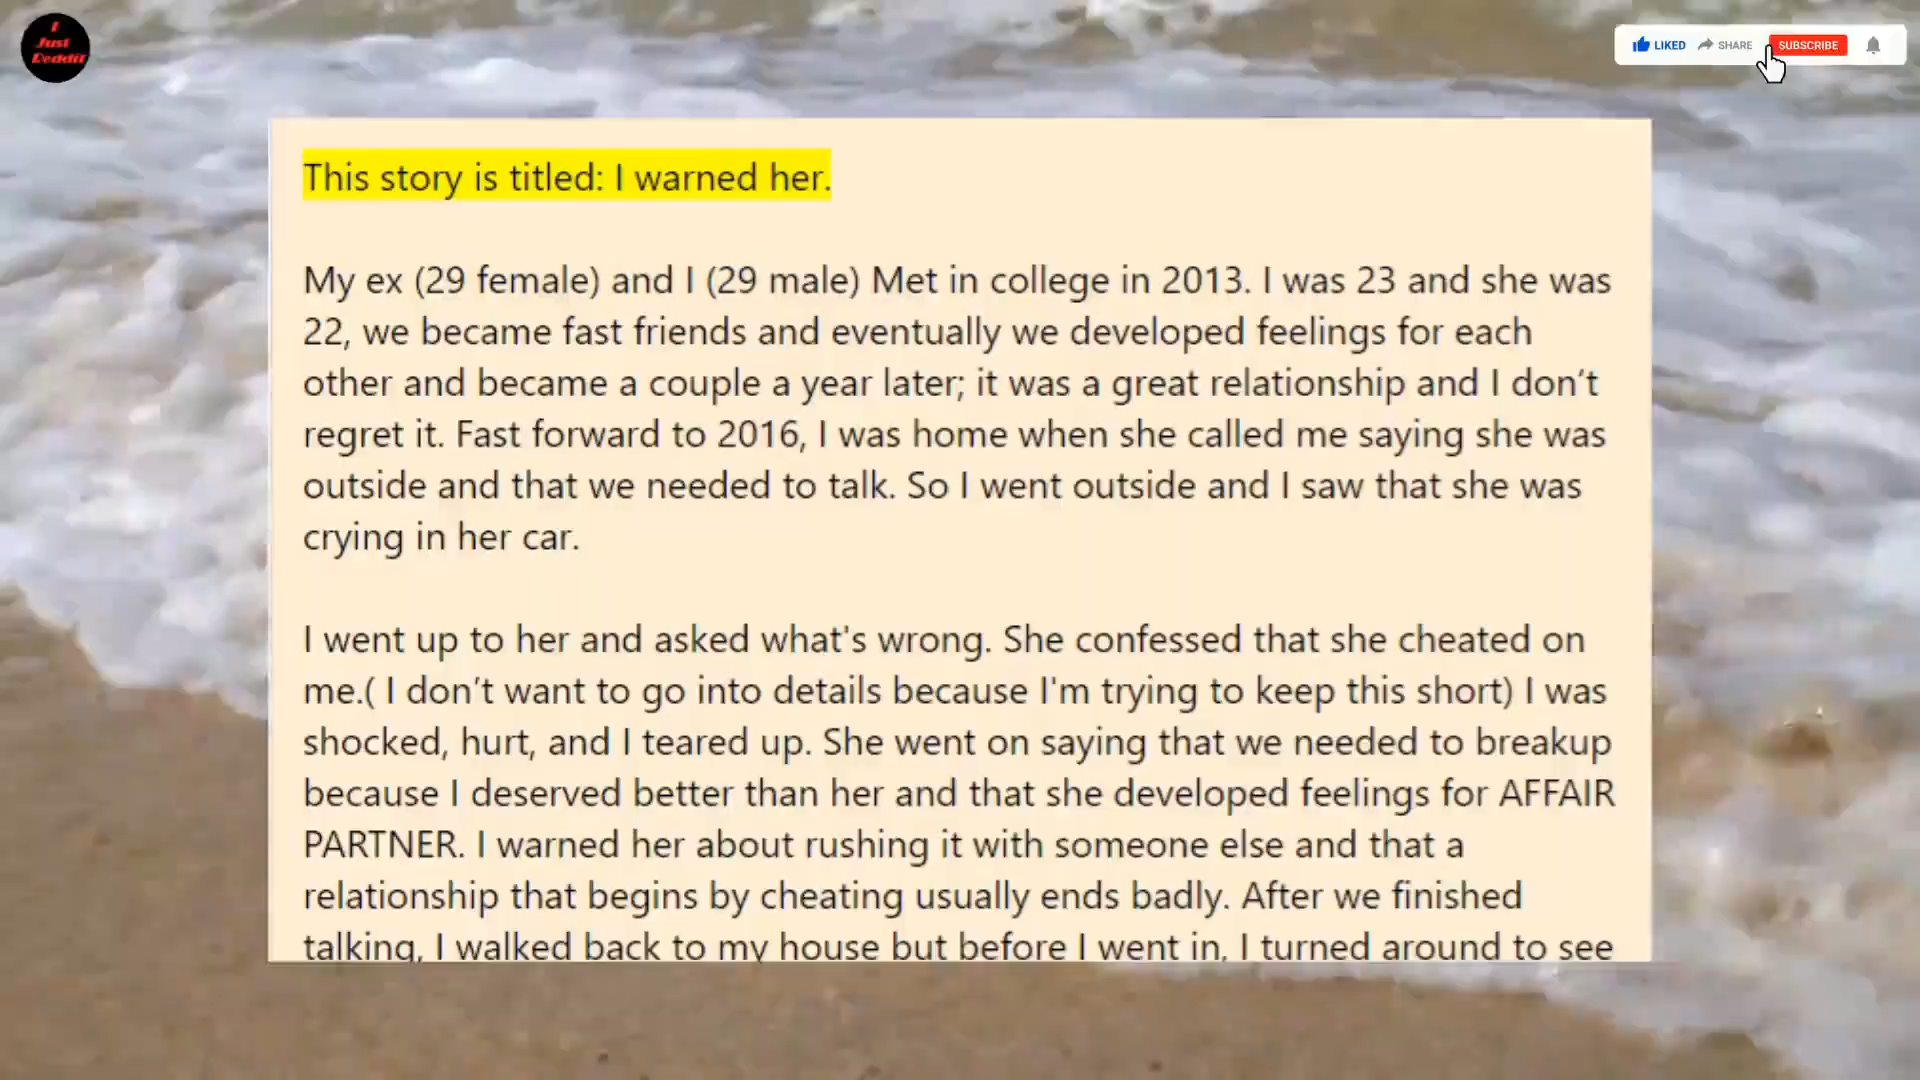 I
Just
Reddit
LIKED SHARE SUBSCRIBE
This story is titled: I warned her.
My ex (29 female) and I (29 male) Met in college in 2013. I was 23 and she was
22, we became fast friends and eventually we developed feelings for each
other and became a couple a year later; it was a great relationship and I don’t
regret it. Fast forward to 2016, I was home when she called me saying she was
outside and that we needed to talk. So I went outside and I saw that she was
crying in her car.
I went up to her and asked what's wrong. She confessed that she cheated on
me.( I don’t want to go into details because I'm trying to keep this short) I was
shocked, hurt, and I teared up. She went on saying that we needed to breakup
because I deserved better than her and that she developed feelings for AFFAIR
PARTNER. I warned her about rushing it with someone else and that a
relationship that begins by cheating usually ends badly. After we finished
talking, I walked back to my house but before I went in, I turned around to see